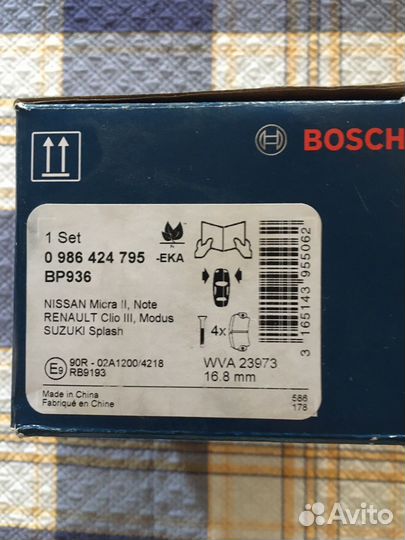 BOSCH
1 Set
0 986 424 795 -EKA
BP936
NISSAN Micra II, Note
RENAULT Clio III, Modus
SUZUKI Splash
4x
E9 90R - 02A1200/4218
RB9193
WVA 23973
16.8 mm
Made in China
Fabriqué en Chine
586
178
3 165143 955062
Avito